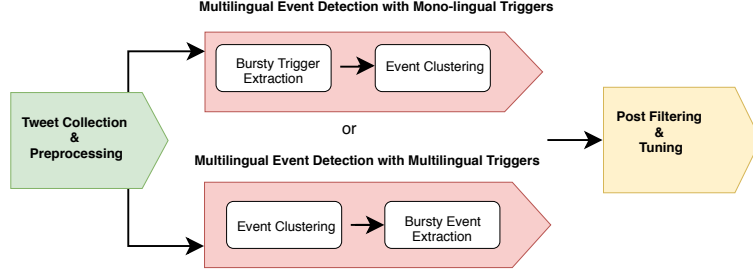 Multilingual Event Detection with Mono-lingual Triggers
Bursty Trigger
Extraction
Event Clustering
Tweet Collection
&
Preprocessing
or
Post Filtering
&
Tuning
Multilingual Event Detection with Multilingual Triggers
Event Clustering
Bursty Event
Extraction